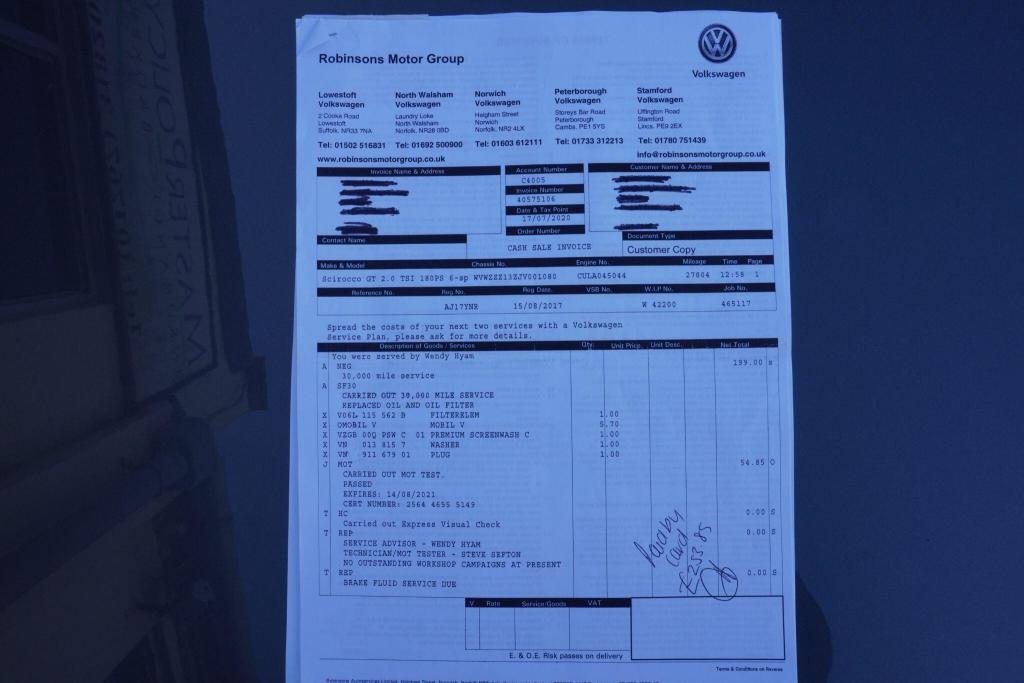 Robinsons Motor Group
Volkswagen
Lowestoft Volkswagen
2 Cooke Road
Lowestoft
Suffolk, NR33 7NA
Tel: 01502 516831
North Walsham Volkswagen
Laundry Loke
North Walsham
Norfolk, NR28 0BD
Tel: 01692 500900
Norwich Volkswagen
Heigham Street
Norwich
Norfolk, NR2 4LX
Tel: 01603 612111
Peterborough Volkswagen
Storeys Bar Road
Peterborough
Cambs. PE1 5YS
Tel: 01733 312213
Stamford Volkswagen
Uffington Road
Stamford
Lincs. PE9 2EX
Tel: 01780 751439
www.robinsonsmotorgroup.co.uk info@robinsonsmotorgroup.co.uk
Invoice Name & Address Account Number Customer Name & Address
C4005
Invoice Number
40575106
Date & Tax Point
17/07/2020
Order Number
Contact Name CASH SALE INVOICE Document Type
Customer Copy
Make & Model Chassis No. Engine No. Mileage Time Page
Scirocco GT 2.0 TSI 180PS 6-sp WVWZZZ13ZJV001080 CULA045044 27804 12:58 1
Reference No. Reg No. Reg Date. VSB No. W.I.P No. Job No.
AJ17YNR 15/08/2017 W 42200 465117
Spread the costs of your next two services with a Volkswagen
Service Plan, please ask for more details.
Description of Goods / Services Qty. Unit Price Unit Desc. Net Total
You were served by Wendy Hyam
A NEG 199.00 S
30,000 mile service
A SF30
CARRIED OUT 30,000 MILE SERVICE
REPLACED OIL AND OIL FILTER
X V06L 115 562 B FILTERELEM 1.00
X OMOBIL V MOBIL V 5.70
X VZGB 00Q PSW C 01 PREMIUM SCREENWASH C 1.00
X VN 013 815 7 WASHER 1.00
X VN 911 679 01 PLUG 1.00
J MOT 54.85 O
CARRIED OUT MOT TEST.
PASSED
EXPIRES: 14/08/2021
CERT NUMBER: 2564 4655 5149
T HC 0.00 S
Carried out Express Visual Check
T REP 0.00 S
SERVICE ADVISOR - WENDY HYAM
TECHNICIAN/MOT TESTER - STEVE SEFTON
NO OUTSTANDING WORKSHOP CAMPAIGNS AT PRESENT
T REP 0.00 S
BRAKE FLUID SERVICE DUE
Paid by
card
£253.85
V Rate Service/Goods VAT
E. & O.E. Risk passes on delivery
Terms & Conditions on Reverse